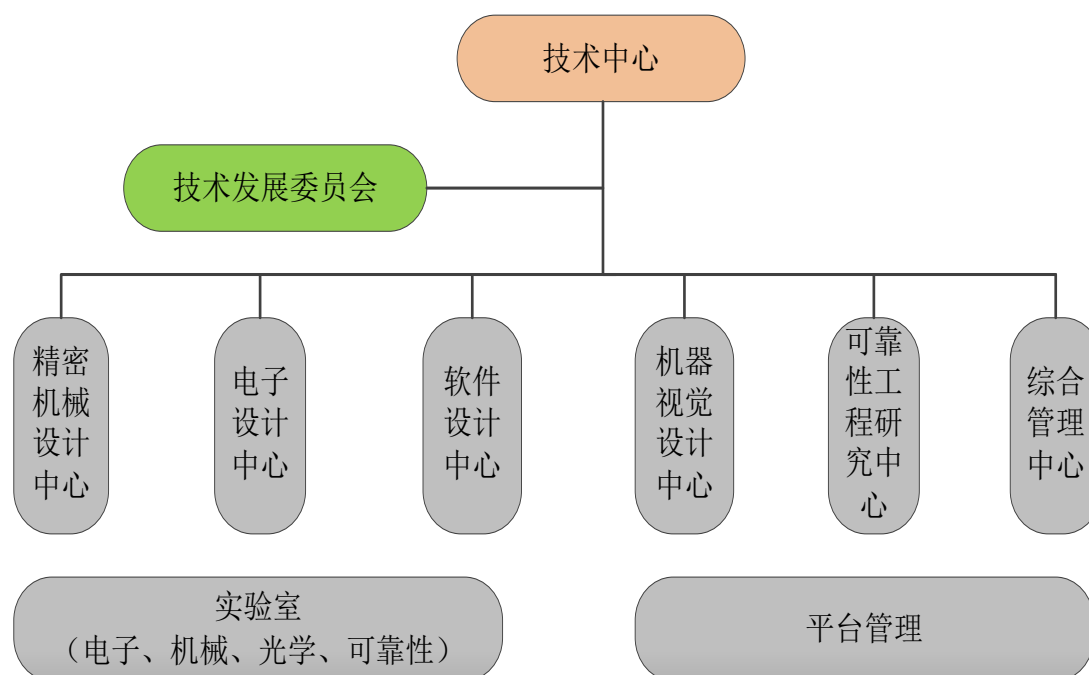 技术中心
技术发展委员会
精密
机械
设计
中心
电子
设计
中心
软件
设计
中心
机器
视觉
设计
中心
可靠
性工
程研
究中
心
综合
管理
中心
实验室
（电子、机械、光学、可靠性）
平台管理